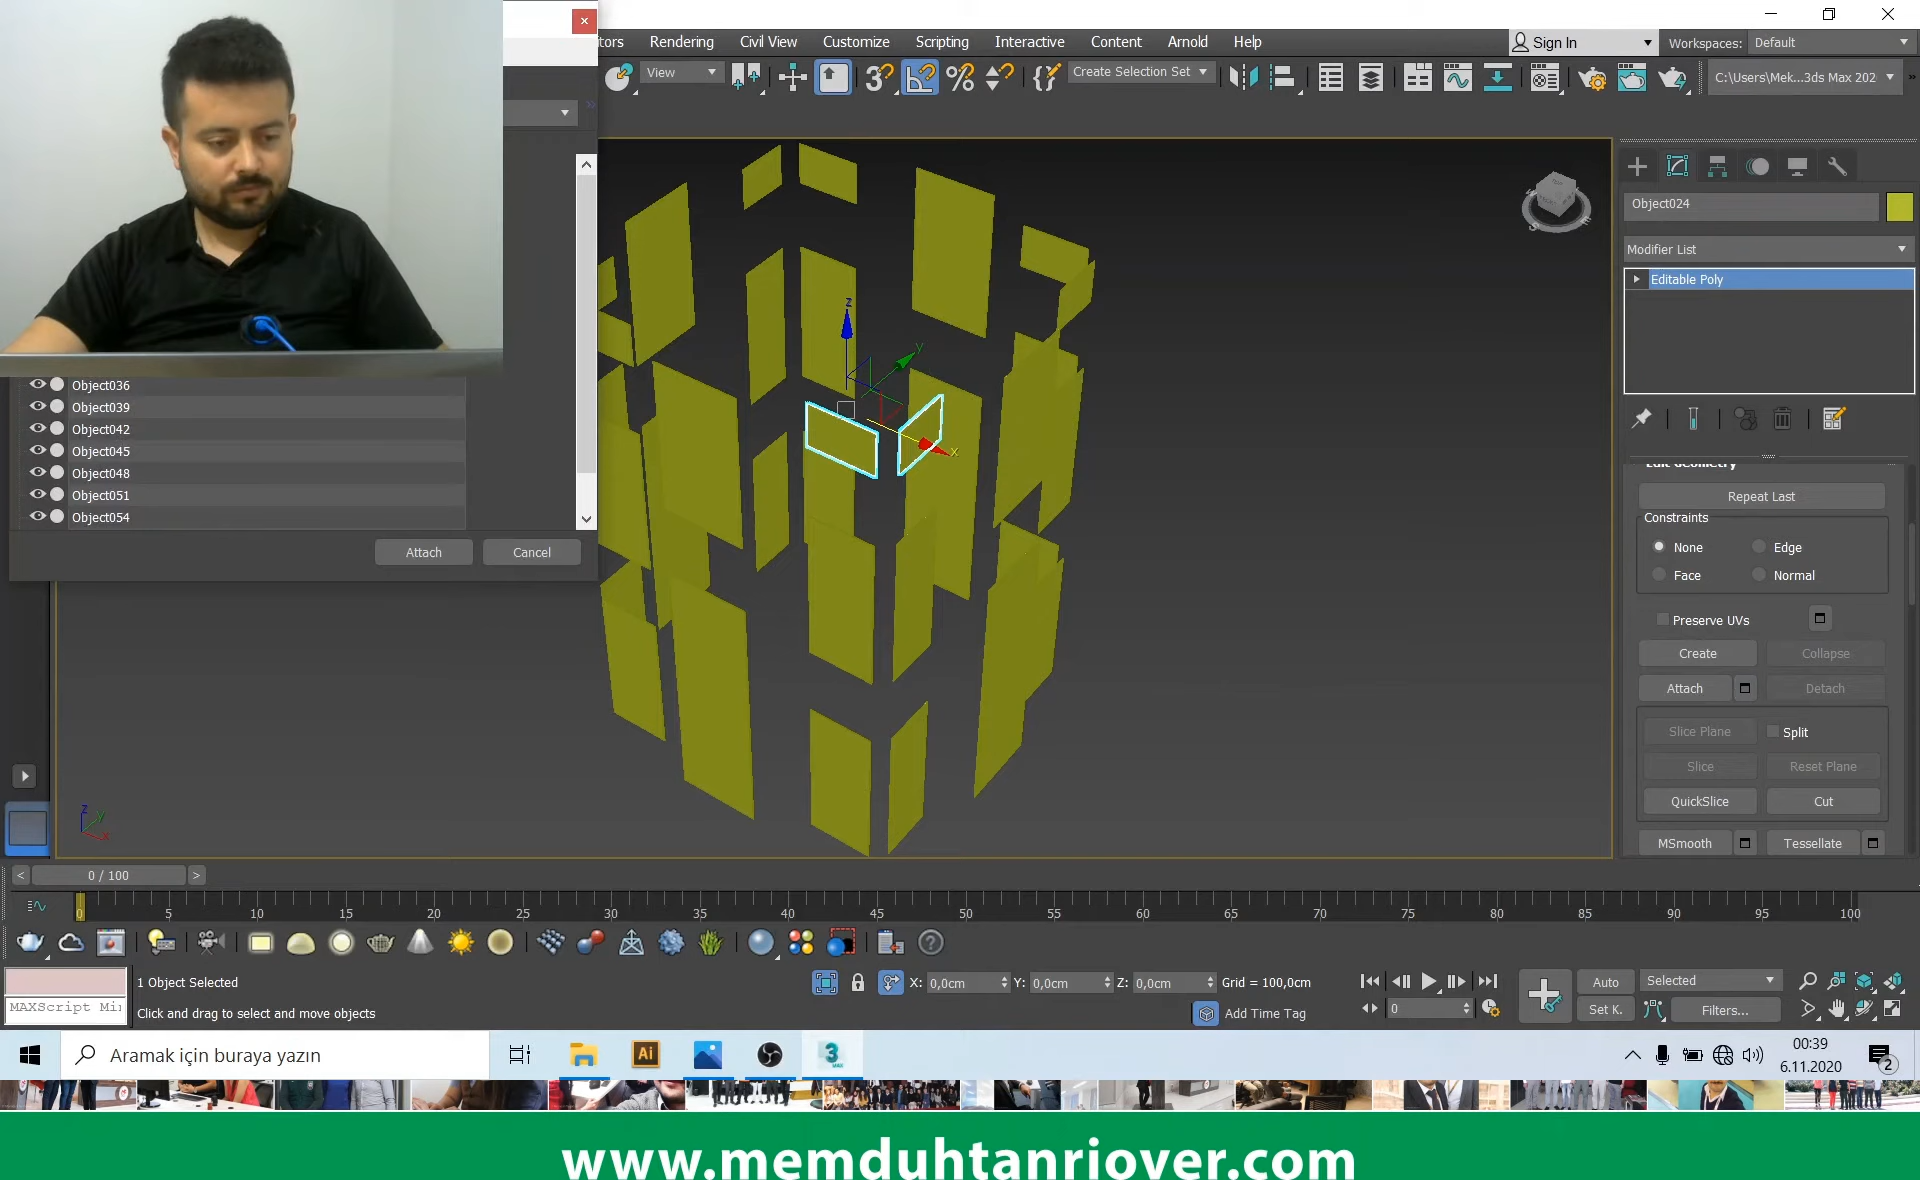 Rendering Civil View Customize Scripting Interactive Content Arnold Help
Sign In
Workspaces: Default
View
Create Selection Set
C:\Users\Mek...3ds Max 202
Object024
Modifier List
Editable Poly
Object036
Object039
Object042
Object045
Object048
Object051
Object054
Attach Cancel
z
y
x
Repeat Last
Constraints
None Edge
Face Normal
Preserve UVs
Create Collapse
Attach Detach
Slice Plane Split
Slice Reset Plane
QuickSlice Cut
MSmooth Tessellate
z
y
x
< 0 / 100 >
0 5 10 15 20 25 30 35 40 45 50 55 60 65 70 75 80 85 90 95 100
1 Object Selected
X: 0,0cm Y: 0,0cm Z: 0,0cm Grid = 100,0cm
Auto Selected
MAXScript Mi
Click and drag to select and move objects
Add Time Tag
0
Set K. Filters...
Aramak için buraya yazın
Ai
3
00:39
6.11.2020
2
www.memduhtanriover.com